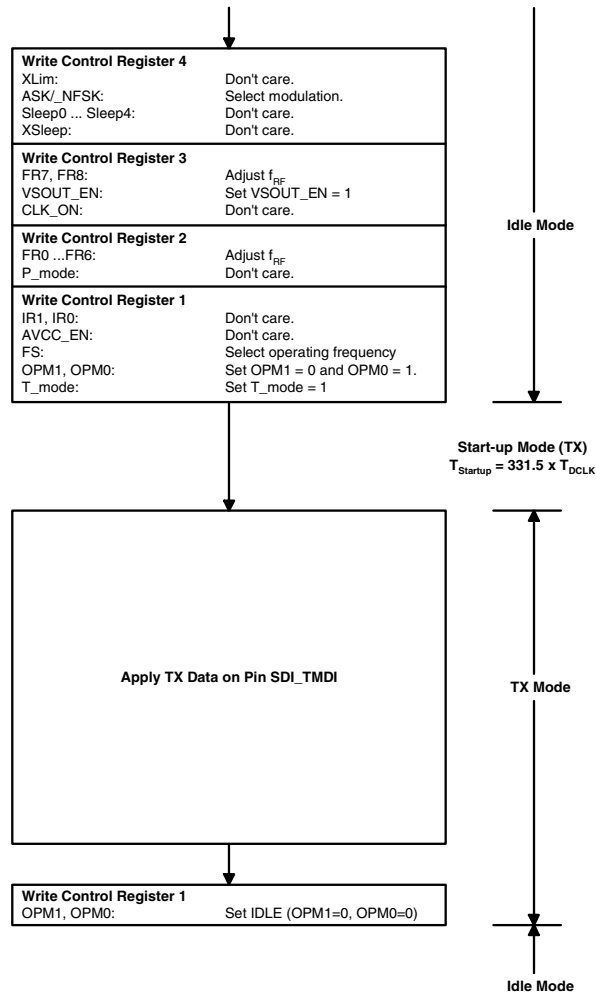 Write Control Register 4
XLim: Don't care.
ASK/_NFSK: Select modulation.
Sleep0 ... Sleep4: Don't care.
XSleep: Don't care.
Write Control Register 3
FR7, FR8: Adjust fRF
VSOUT_EN: Set VSOUT_EN = 1
CLK_ON: Don't care.
Write Control Register 2
FR0 ...FR6: Adjust fRF
P_mode: Don't care.
Write Control Register 1
IR1, IR0: Don't care.
AVCC_EN: Don't care.
FS: Select operating frequency
OPM1, OPM0: Set OPM1 = 0 and OPM0 = 1.
T_mode: Set T_mode = 1
Idle Mode
Start-up Mode (TX)
TStartup = 331.5 x TDCLK
Apply TX Data on Pin SDI_TMDI
TX Mode
Write Control Register 1
OPM1, OPM0: Set IDLE (OPM1=0, OPM0=0)
Idle Mode